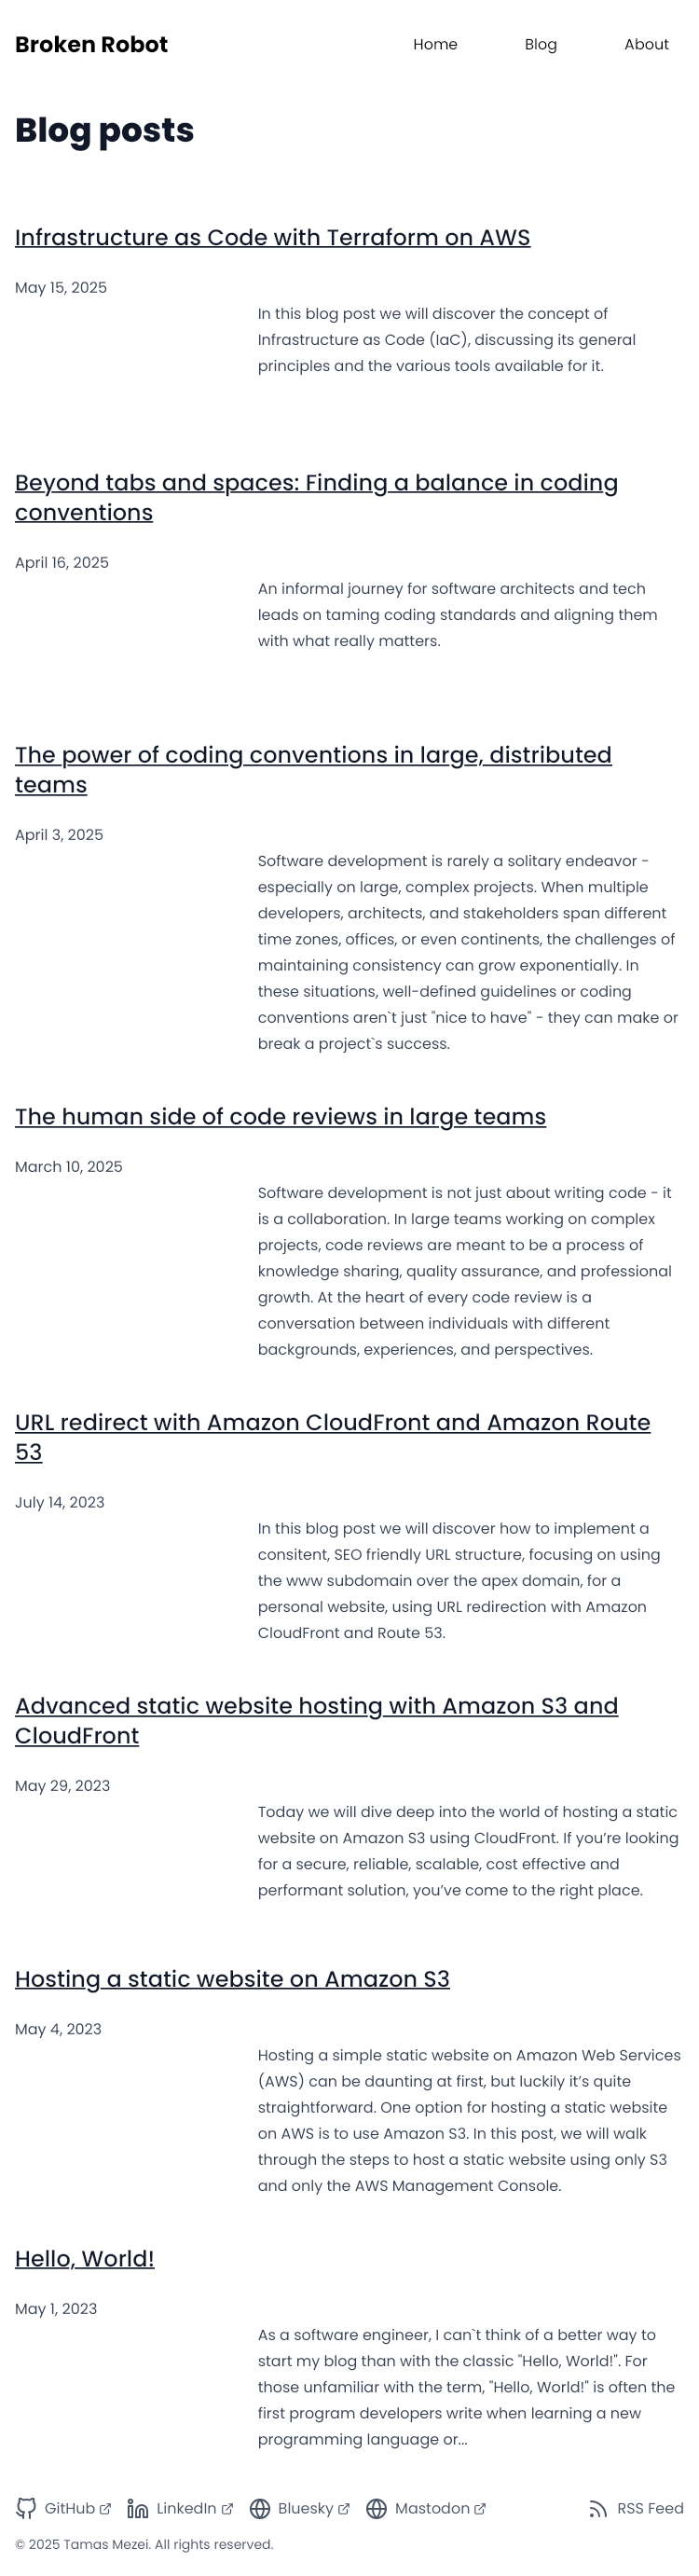 Broken Robot
Home Blog About
Blog posts
Infrastructure as Code with Terraform on AWS
May 15, 2025
In this blog post we will discover the concept of
Infrastructure as Code (IaC), discussing its general
principles and the various tools available for it.
Beyond tabs and spaces: Finding a balance in coding
conventions
April 16, 2025
An informal journey for software architects and tech
leads on taming coding standards and aligning them
with what really matters.
The power of coding conventions in large, distributed
teams
April 3, 2025
Software development is rarely a solitary endeavor -
especially on large, complex projects. When multiple
developers, architects, and stakeholders span different
time zones, offices, or even continents, the challenges of
maintaining consistency can grow exponentially. In
these situations, well-defined guidelines or coding
conventions aren`t just "nice to have" - they can make or
break a project`s success.
The human side of code reviews in large teams
March 10, 2025
Software development is not just about writing code - it
is a collaboration. In large teams working on complex
projects, code reviews are meant to be a process of
knowledge sharing, quality assurance, and professional
growth. At the heart of every code review is a
conversation between individuals with different
backgrounds, experiences, and perspectives.
URL redirect with Amazon CloudFront and Amazon Route
53
July 14, 2023
In this blog post we will discover how to implement a
consitent, SEO friendly URL structure, focusing on using
the www subdomain over the apex domain, for a
personal website, using URL redirection with Amazon
CloudFront and Route 53.
Advanced static website hosting with Amazon S3 and
CloudFront
May 29, 2023
Today we will dive deep into the world of hosting a static
website on Amazon S3 using CloudFront. If you’re looking
for a secure, reliable, scalable, cost effective and
performant solution, you’ve come to the right place.
Hosting a static website on Amazon S3
May 4, 2023
Hosting a simple static website on Amazon Web Services
(AWS) can be daunting at first, but luckily it’s quite
straightforward. One option for hosting a static website
on AWS is to use Amazon S3. In this post, we will walk
through the steps to host a static website using only S3
and only the AWS Management Console.
Hello, World!
May 1, 2023
As a software engineer, I can`t think of a better way to
start my blog than with the classic "Hello, World!". For
those unfamiliar with the term, "Hello, World!" is often the
first program developers write when learning a new
programming language or...
GitHub LinkedIn Bluesky Mastodon RSS Feed
© 2025 Tamas Mezei. All rights reserved.